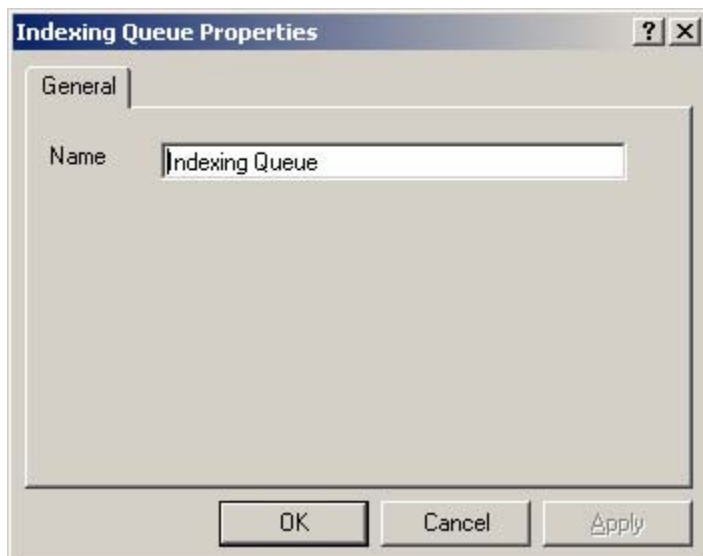 Indexing Queue Properties
General
Name Indexing Queue
OK Cancel Apply